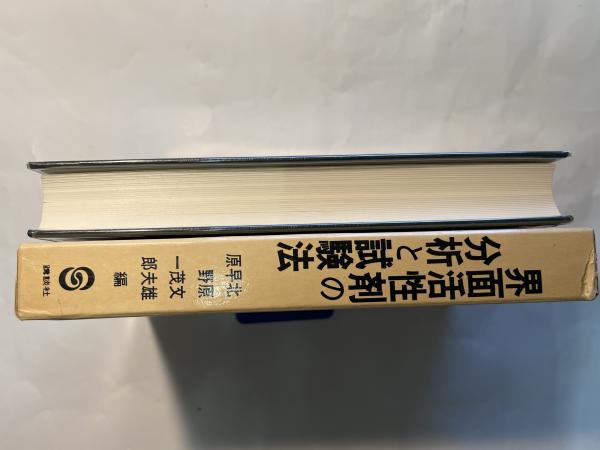 界面活性剤の
分析と試験法
北原文雄
早野茂夫
原一郎
編
講談社